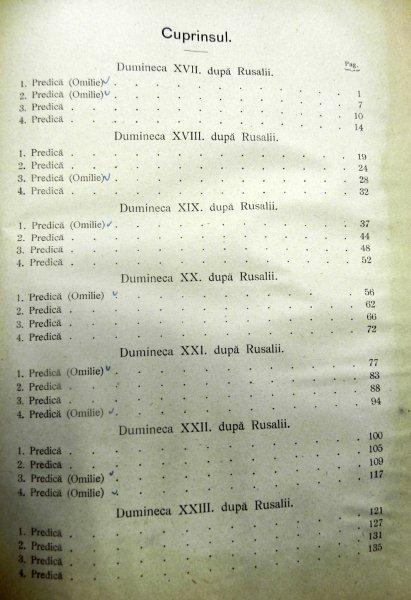 Cuprinsul.
Pag.
Dumineca XVII. după Rusalii.
1. Predică (Omilie) . . . . . . . . . 1
2. Predică (Omilie) . . . . . . . . . 7
3. Predică . . . . . . . . . . 10
4. Predică . . . . . . . . . . 14
Dumineca XVIII. după Rusalii.
1. Predică . . . . . . . . . . 19
2. Predică . . . . . . . . . . 24
3. Predică (Omilie) . . . . . . . . . 28
4. Predică . . . . . . . . . . 32
Dumineca XIX. după Rusalii.
1. Predică (Omilie) . . . . . . . . . 37
2. Predică . . . . . . . . . . 44
3. Predică . . . . . . . . . . 48
4. Predică . . . . . . . . . . 52
Dumineca XX. după Rusalii.
1. Predică (Omilie) . . . . . . . . . 56
2. Predică . . . . . . . . . . 62
3. Predică . . . . . . . . . . 66
4. Predică . . . . . . . . . . 72
Dumineca XXI. după Rusalii.
1. Predică (Omilie) . . . . . . . . . 77
2. Predică . . . . . . . . . . 83
3. Predică . . . . . . . . . . 88
4. Predică (Omilie) . . . . . . . . . 94
Dumineca XXII. după Rusalii.
1. Predică . . . . . . . . . . 100
2. Predică . . . . . . . . . . 105
3. Predică (Omilie) . . . . . . . . . 109
4. Predică (Omilie) . . . . . . . . . 117
Dumineca XXIII. după Rusalii.
1. Predică . . . . . . . . . . 121
2. Predică . . . . . . . . . . 127
3. Predică . . . . . . . . . . 131
4. Predică . . . . . . . . . . 135